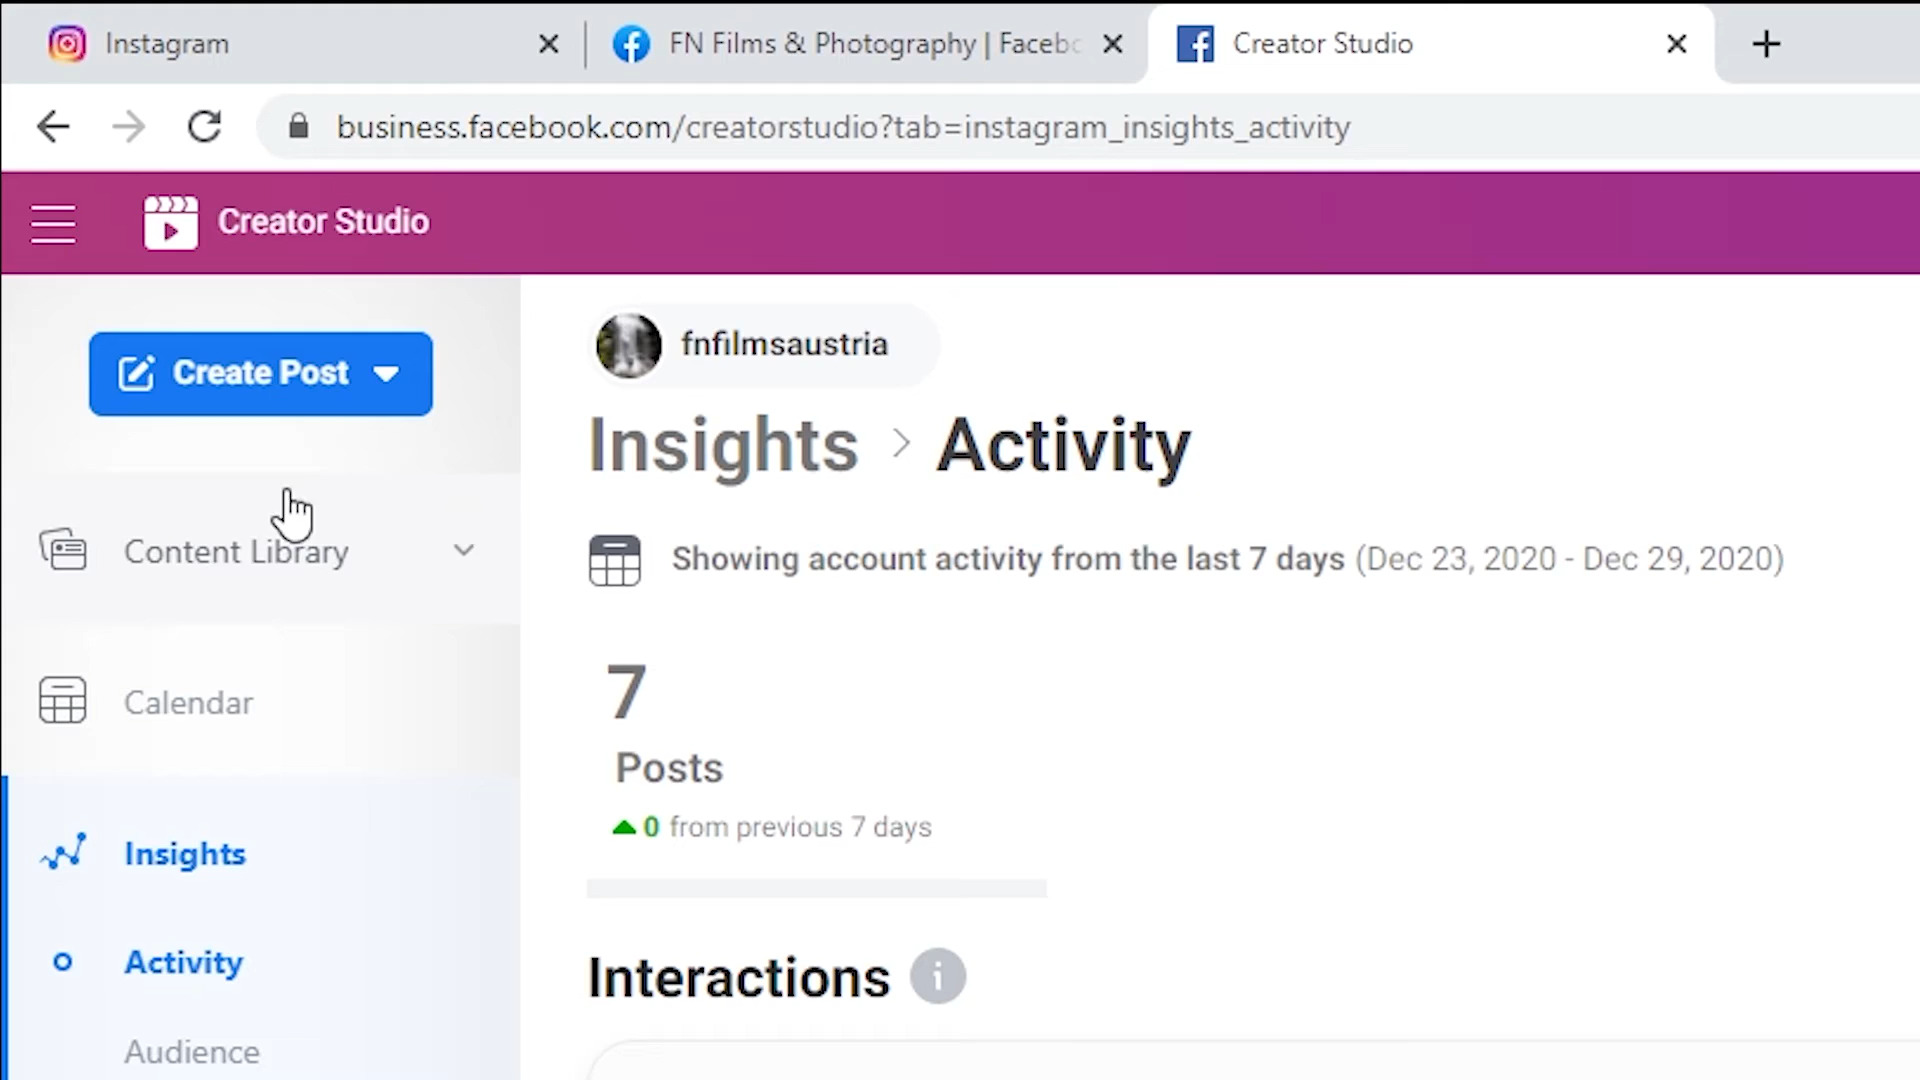 Instagram
FN Films & Photography | Faceb
Creator Studio
business.facebook.com/creatorstudio?tab=instagram_insights_activity
Creator Studio
Create Post
Content Library
Calendar
Insights
Activity
Audience
fnfilmsaustria
Insights > Activity
Showing account activity from the last 7 days (Dec 23, 2020 - Dec 29, 2020)
7
Posts
0 from previous 7 days
Interactions